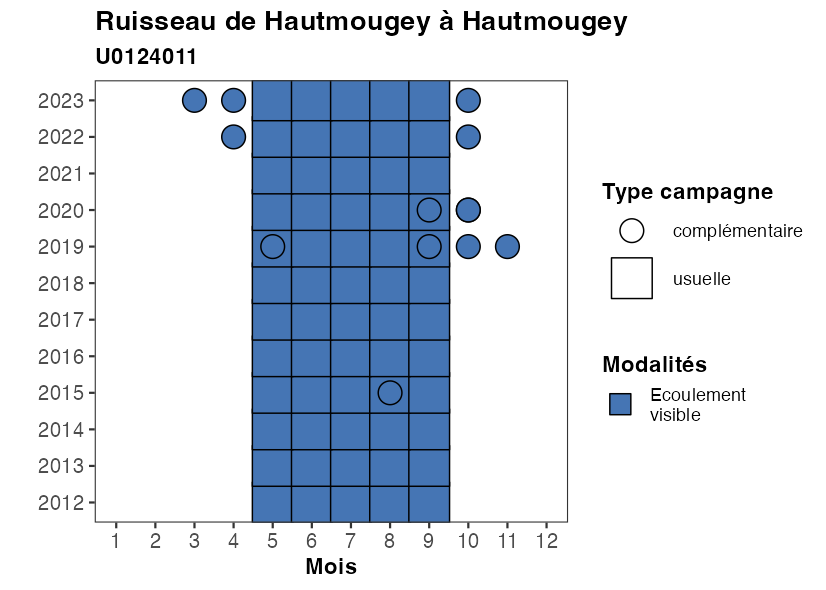 Ruisseau de Hautmougey à Hautmougey
U0124011
2023
2022
2021
2020
2019
2018
2017
2016
2015
2014
2013
2012
1 2 3 4 5 6 7 8 9 10 11 12
Mois
Type campagne
complémentaire
usuelle
Modalités
Ecoulement
visible